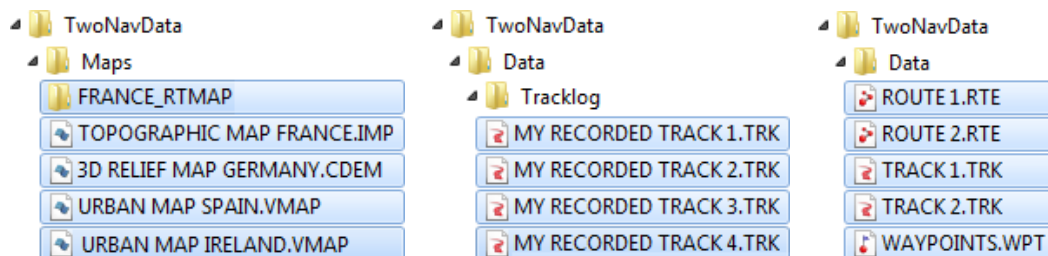 TwoNavData
Maps
FRANCE_RTMAP
TOPOGRAPHIC MAP FRANCE.IMP
3D RELIEF MAP GERMANY.CDEM
URBAN MAP SPAIN.VMAP
URBAN MAP IRELAND.VMAP
TwoNavData
Data
Tracklog
MY RECORDED TRACK 1.TRK
MY RECORDED TRACK 2.TRK
MY RECORDED TRACK 3.TRK
MY RECORDED TRACK 4.TRK
TwoNavData
Data
ROUTE 1.RTE
ROUTE 2.RTE
TRACK 1.TRK
TRACK 2.TRK
WAYPOINTS.WPT